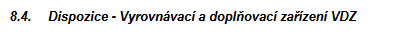 8.4. Dispozice - Vyrovnávací a doplňovací zařízení VDZ